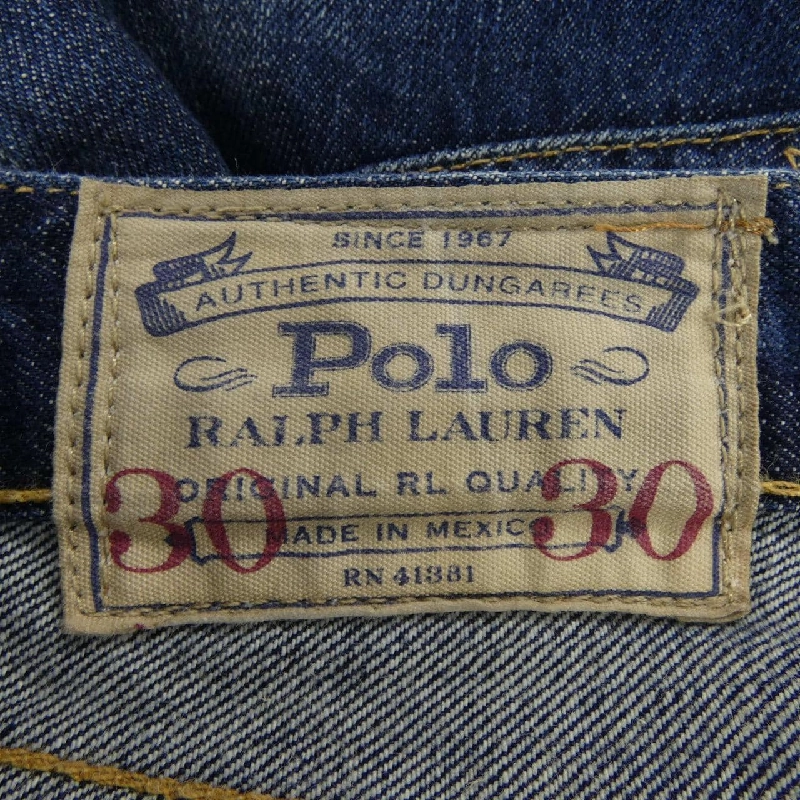 SINCE 1967
AUTHENTIC DUNGAREES
Polo
RALPH LAUREN
ORIGINAL RL QUALITY
30 30
MADE IN MEXICO
RN 41381